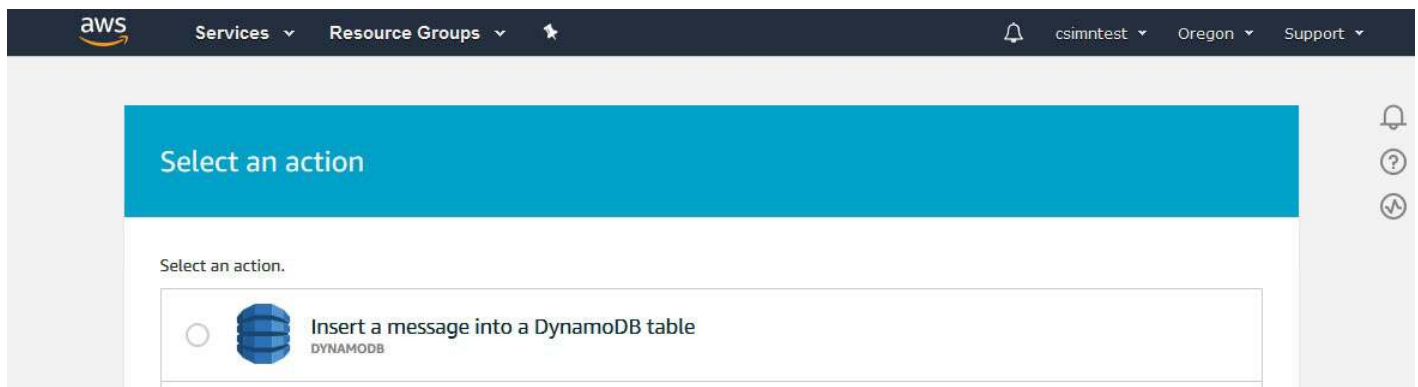 aws Services Resource Groups csimntest Oregon Support
Select an action
Select an action.
Insert a message into a DynamoDB table
DYNAMODB